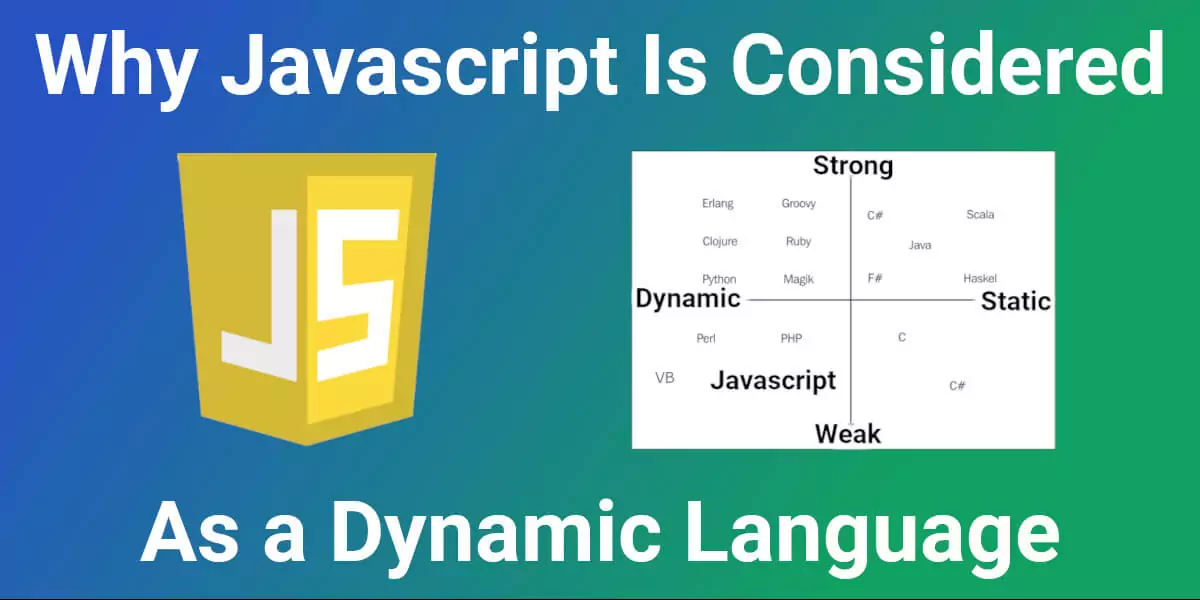 Why Javascript Is Considered
JS
Strong
Erlang Groovy C# Scala
Clojure Ruby Java
Python Magik F# Haskel
Dynamic Static
Perl PHP C
VB Javascript C#
Weak
As a Dynamic Language